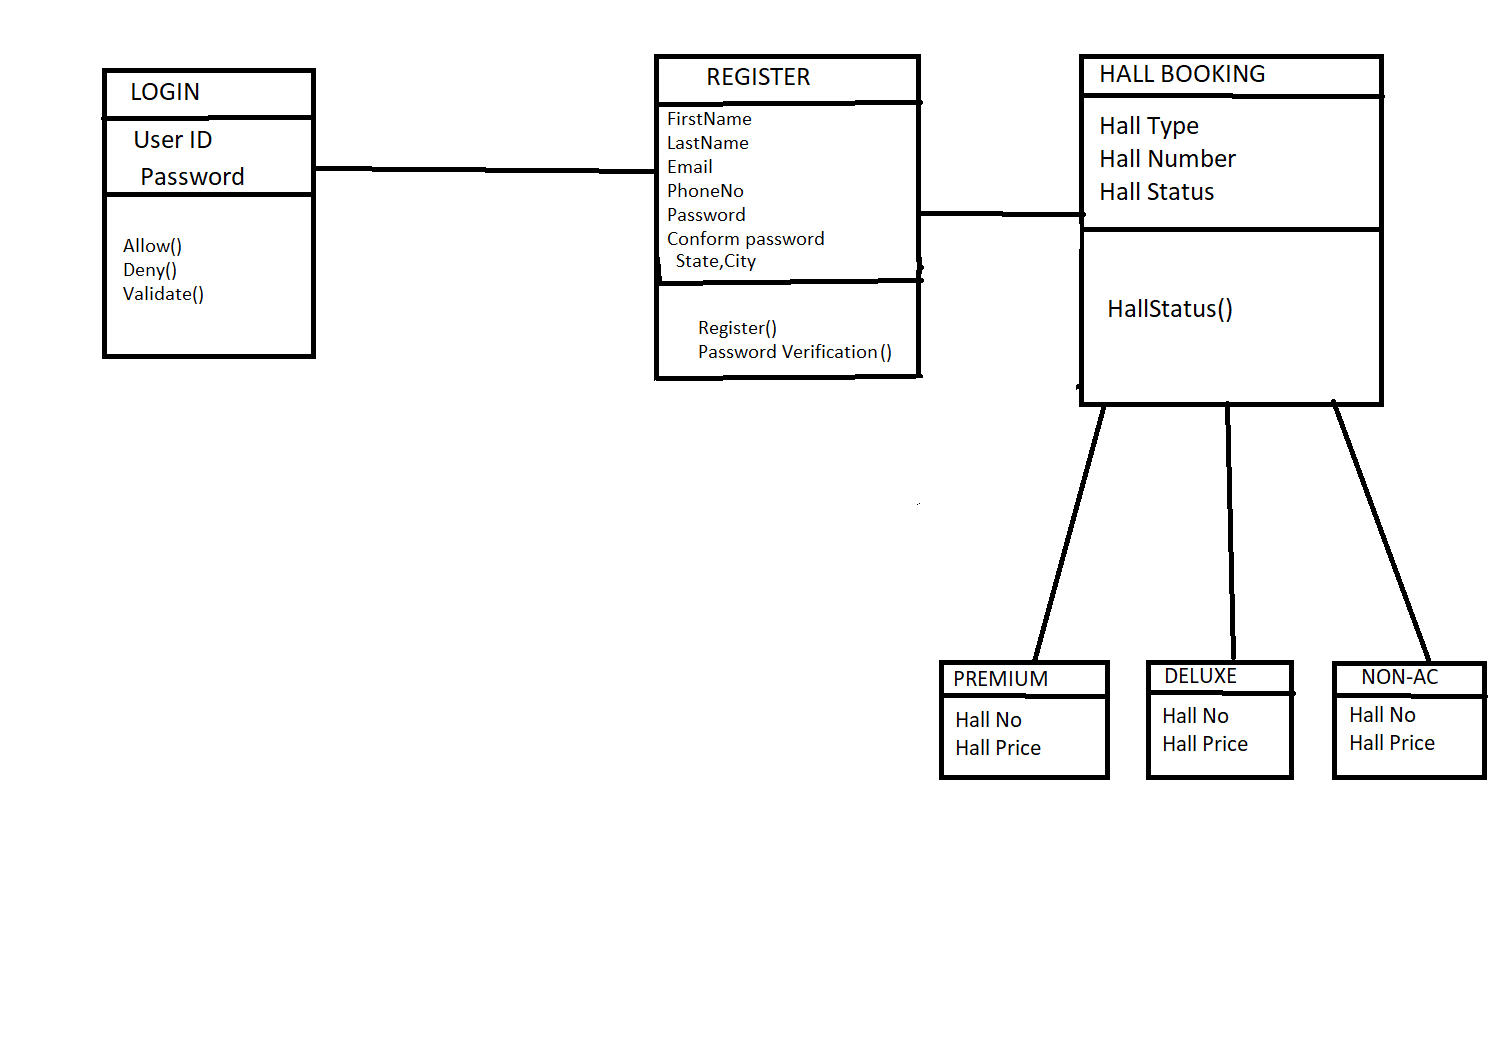 LOGIN
User ID
Password
Allow()
Deny()
Validate()
REGISTER
FirstName
LastName
Email
PhoneNo
Password
Conform password
State,City
Register()
Password Verification()
HALL BOOKING
Hall Type
Hall Number
Hall Status
HallStatus()
PREMIUM
Hall No
Hall Price
DELUXE
Hall No
Hall Price
NON-AC
Hall No
Hall Price